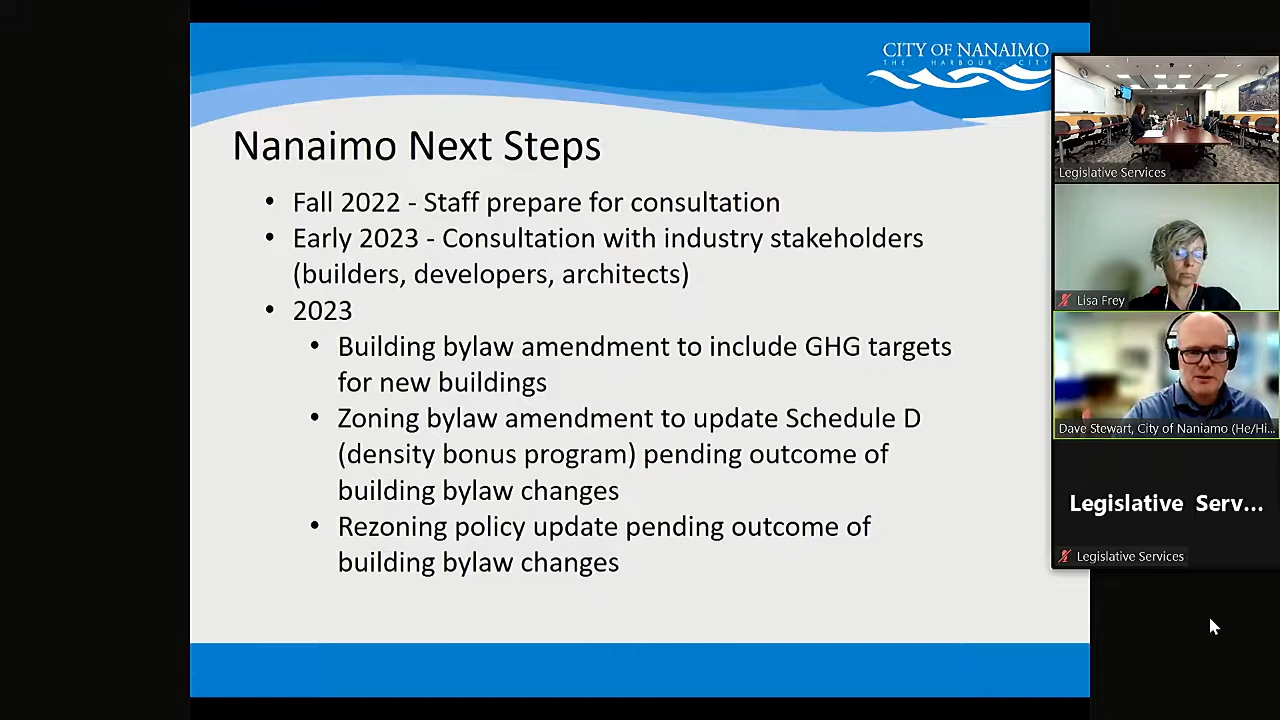 CITY OF NANAIMO
THE HARBOUR CITY
Nanaimo Next Steps
• Fall 2022 - Staff prepare for consultation
• Early 2023 - Consultation with industry stakeholders
(builders, developers, architects)
• 2023
• Building bylaw amendment to include GHG targets
for new buildings
• Zoning bylaw amendment to update Schedule D
(density bonus program) pending outcome of
building bylaw changes
• Rezoning policy update pending outcome of
building bylaw changes
Legislative Services
Lisa Frey
Dave Stewart, City of Naniamo (He/Hi...
Legislative Serv...
Legislative Services